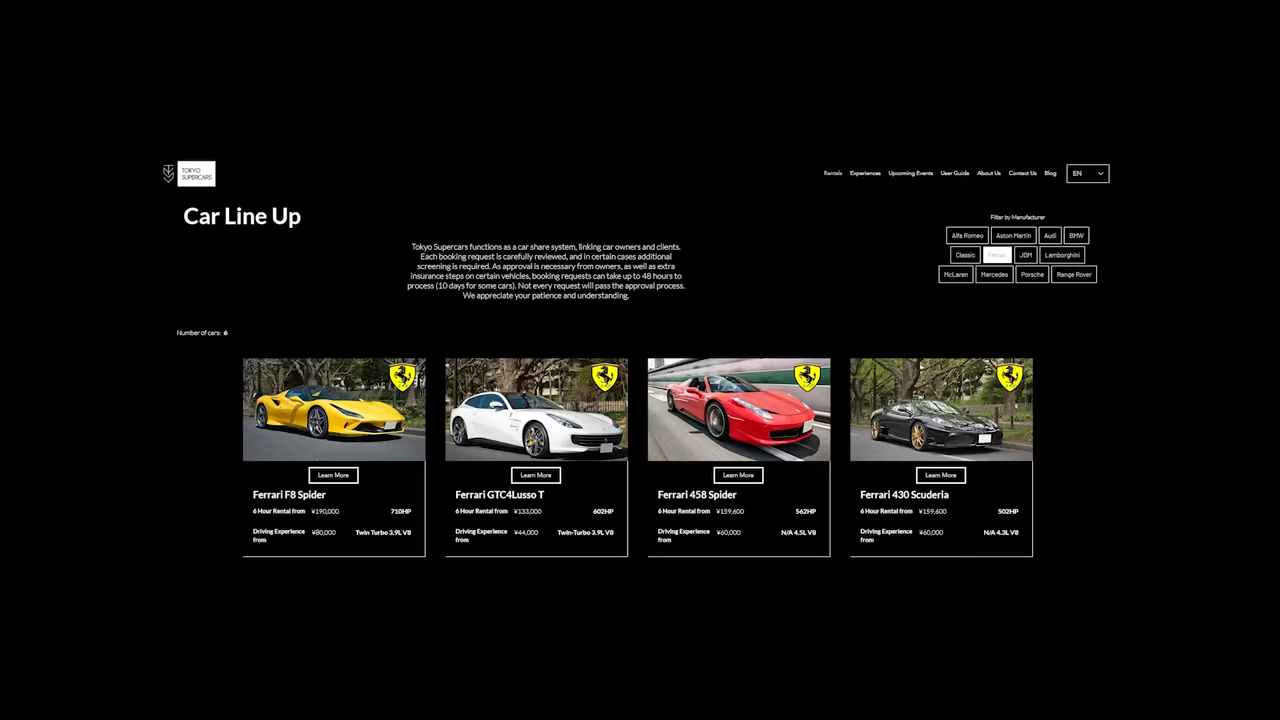 TOKYO
SUPERCARS
Rentals Experiences Upcoming Events User Guide About Us Contact Us Blog EN
Car Line Up
Filter by Manufacturer
Alfa Romeo Aston Martin Audi BMW
Classic Ferrari JDM Lamborghini
McLaren Mercedes Porsche Range Rover
Tokyo Supercars functions as a car share system, linking car owners and clients.
Each booking request is carefully reviewed, and in certain cases additional
screening is required. As approval is necessary from owners, as well as extra
insurance steps on certain vehicles, booking requests can take up to 48 hours to
process (10 days for some cars). Not every request will pass the approval process.
We appreciate your patience and understanding.
Number of cars: 6
Learn More
Ferrari F8 Spider
6 Hour Rental from ¥190,000 710HP
Driving Experience
from ¥80,000 Twin Turbo 3.9L V8
Learn More
Ferrari GTC4Lusso T
6 Hour Rental from ¥133,000 602HP
Driving Experience
from ¥44,000 Twin-Turbo 3.9L V8
Learn More
Ferrari 458 Spider
6 Hour Rental from ¥159,600 562HP
Driving Experience
from ¥60,000 N/A 4.5L V8
Learn More
Ferrari 430 Scuderia
6 Hour Rental from ¥159,600 502HP
Driving Experience
from ¥60,000 N/A 4.3L V8